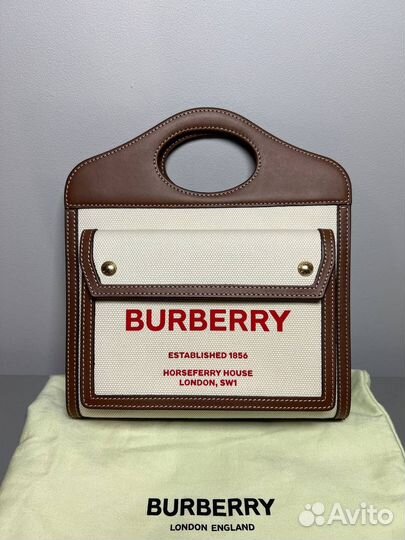 BURBERRY
ESTABLISHED 1856
HORSEFERRY HOUSE
LONDON, SW1
BURBERRY
LONDON ENGLAND
Avito